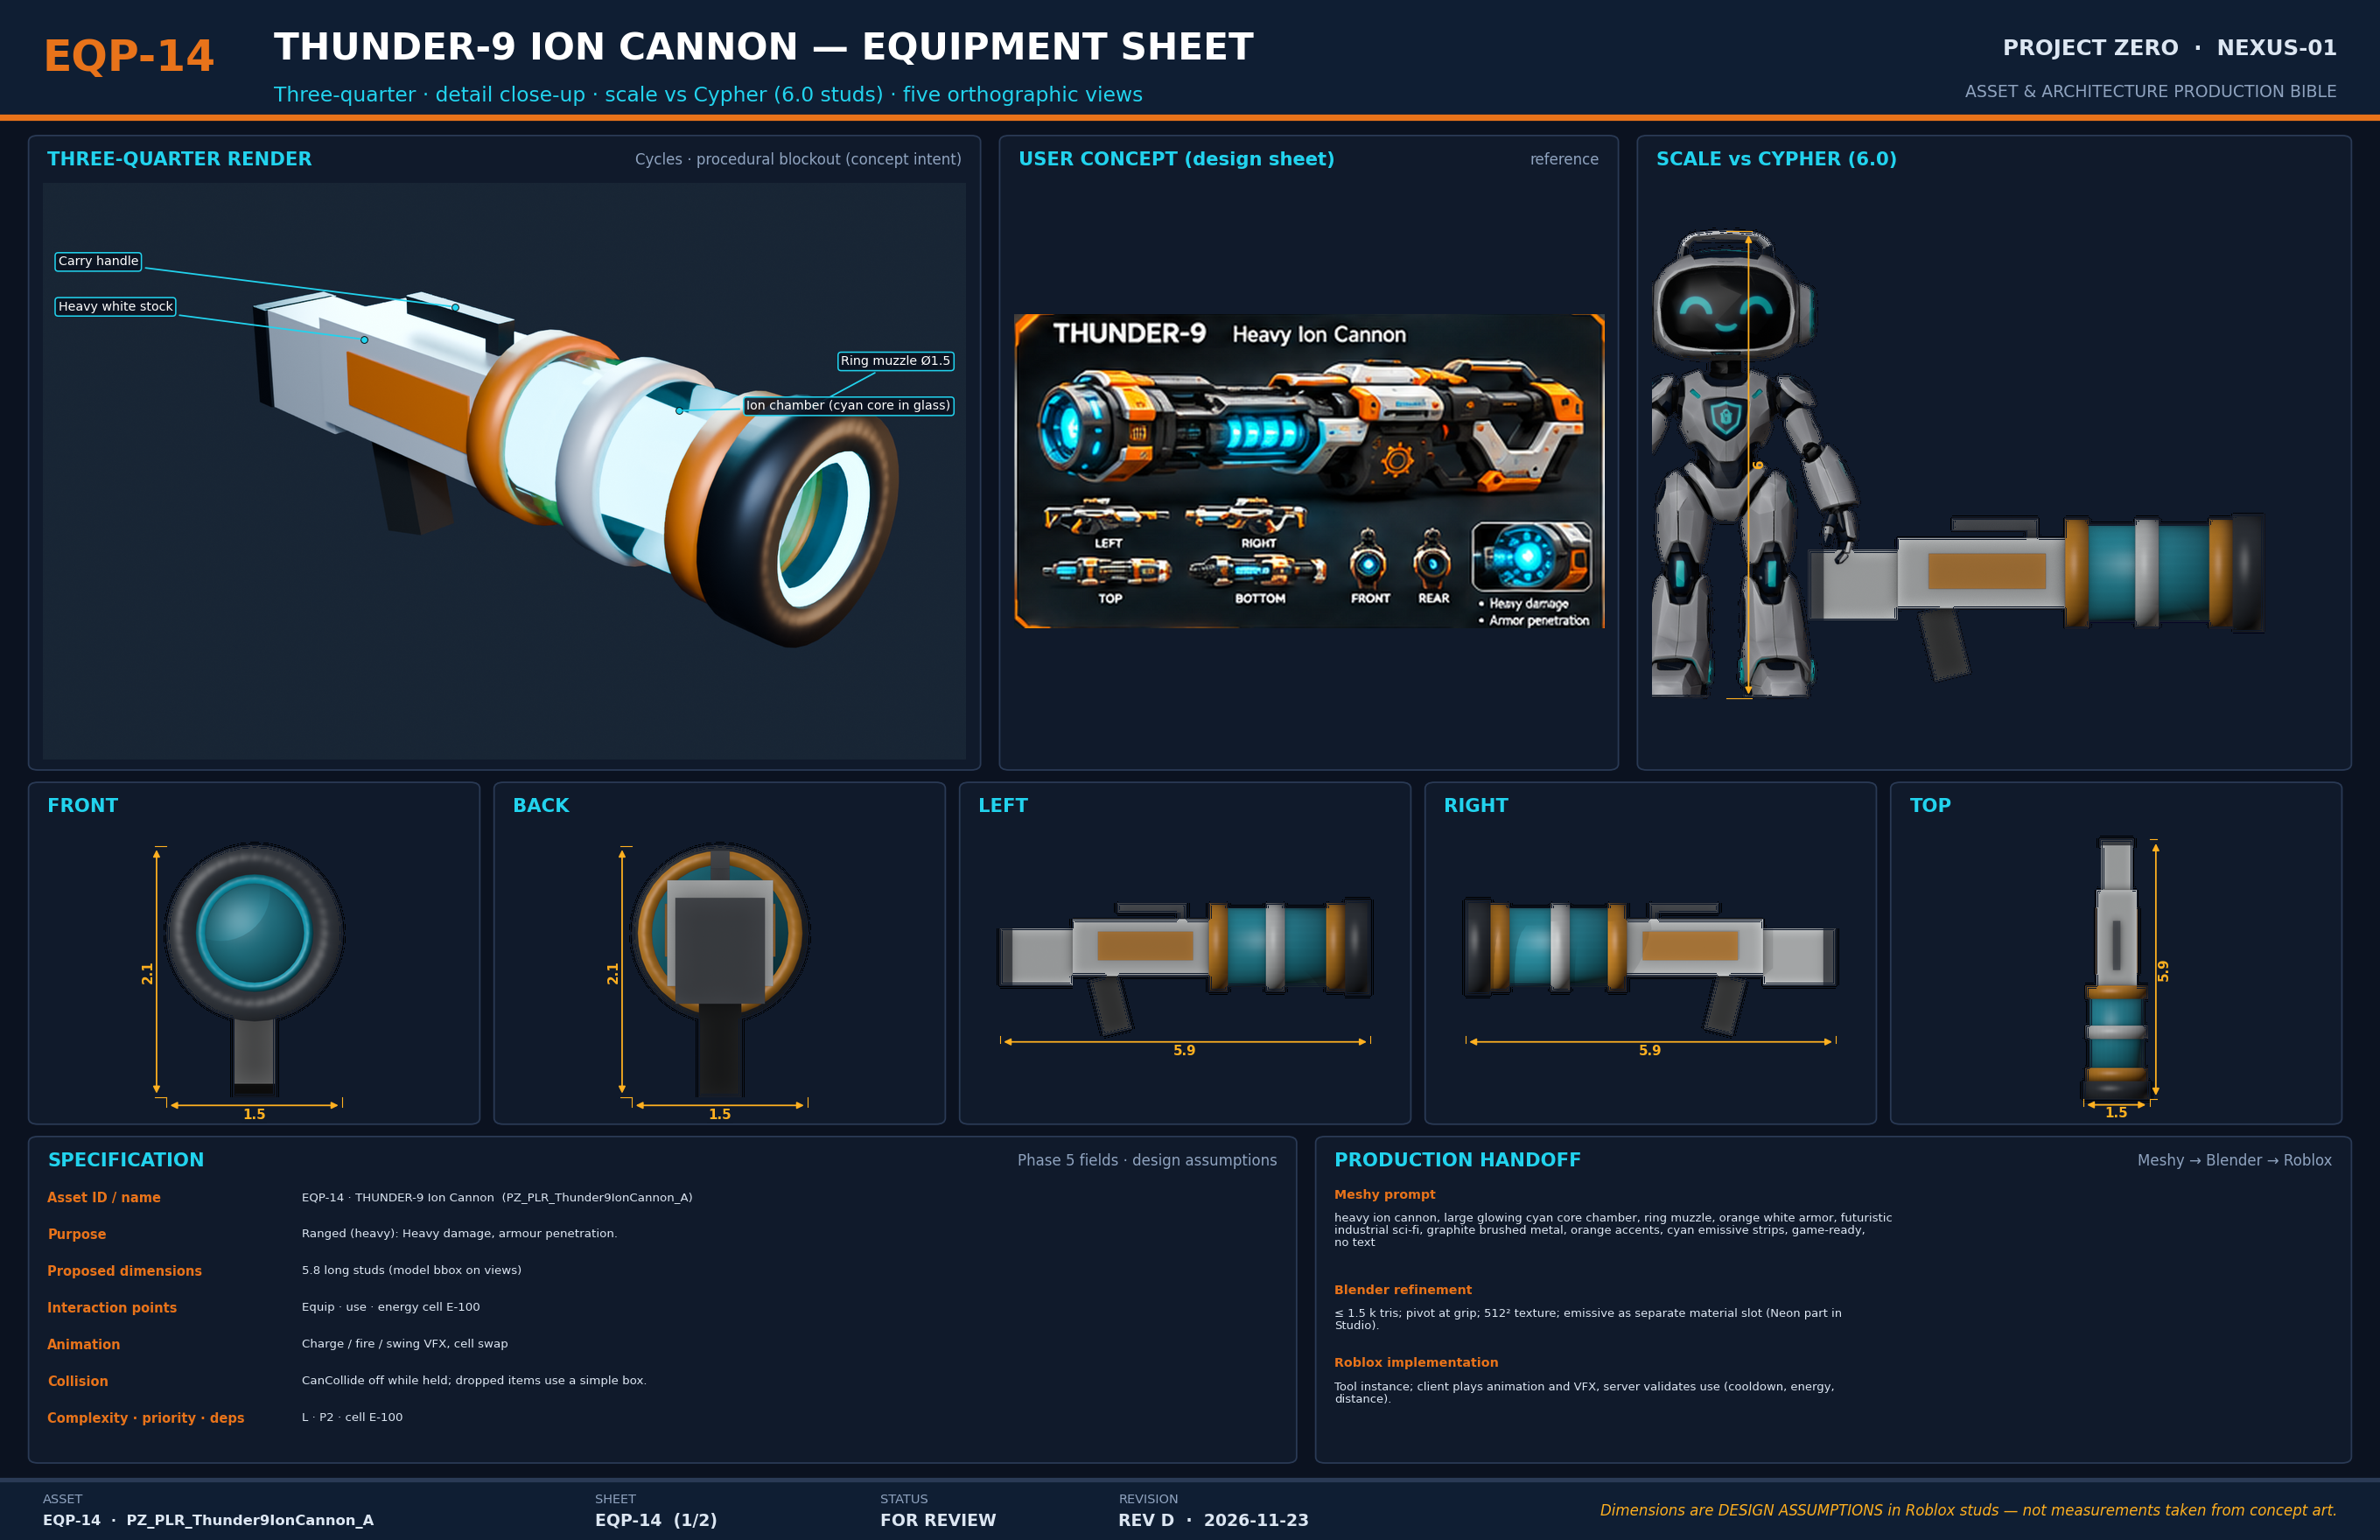 EQP-14
THUNDER-9 ION CANNON — EQUIPMENT SHEET
Three-quarter · detail close-up · scale vs Cypher (6.0 studs) · five orthographic views
PROJECT ZERO · NEXUS-01
ASSET & ARCHITECTURE PRODUCTION BIBLE
THREE-QUARTER RENDER
Cycles · procedural blockout (concept intent)
Carry handle
Heavy white stock
Ring muzzle Ø1.5
Ion chamber (cyan core in glass)
USER CONCEPT (design sheet)
reference
THUNDER-9 Heavy Ion Cannon
LEFT
RIGHT
TOP
BOTTOM
FRONT
REAR
• Heavy damage
• Armor penetration
SCALE vs CYPHER (6.0)
6
FRONT
2.1
1.5
BACK
2.1
1.5
LEFT
5.9
RIGHT
5.9
TOP
5.9
1.5
SPECIFICATION
Phase 5 fields · design assumptions
Asset ID / name
EQP-14 · THUNDER-9 Ion Cannon (PZ_PLR_Thunder9IonCannon_A)
Purpose
Ranged (heavy): Heavy damage, armour penetration.
Proposed dimensions
5.8 long studs (model bbox on views)
Interaction points
Equip · use · energy cell E-100
Animation
Charge / fire / swing VFX, cell swap
Collision
CanCollide off while held; dropped items use a simple box.
Complexity · priority · deps
L · P2 · cell E-100
PRODUCTION HANDOFF
Meshy → Blender → Roblox
Meshy prompt
heavy ion cannon, large glowing cyan core chamber, ring muzzle, orange white armor, futuristic
industrial sci-fi, graphite brushed metal, orange accents, cyan emissive strips, game-ready,
no text
Blender refinement
≤ 1.5 k tris; pivot at grip; 512² texture; emissive as separate material slot (Neon part in
Studio).
Roblox implementation
Tool instance; client plays animation and VFX, server validates use (cooldown, energy,
distance).
ASSET
EQP-14 · PZ_PLR_Thunder9IonCannon_A
SHEET
EQP-14 (1/2)
STATUS
FOR REVIEW
REVISION
REV D · 2026-11-23
Dimensions are DESIGN ASSUMPTIONS in Roblox studs — not measurements taken from concept art.